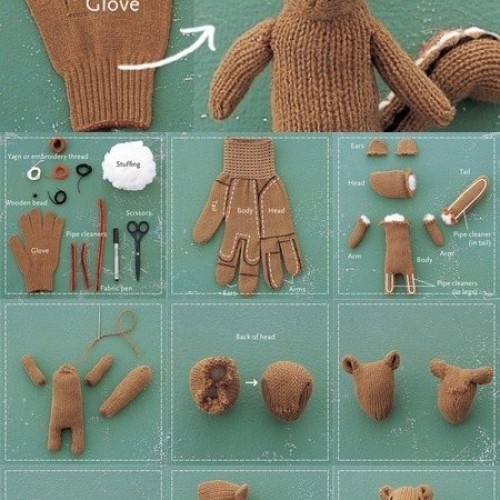 Glove
Yarn or embroidery thread
Stuffing
Wooden bead
Scissors
Glove
Pipe cleaners
Fabric pen
Tail
Body
Head
Ears
Arms
Ears
Head
Tail
Pipe cleaner
(in tail)
Arm
Body
Arm
Pipe cleaners
(in legs)
Back of head